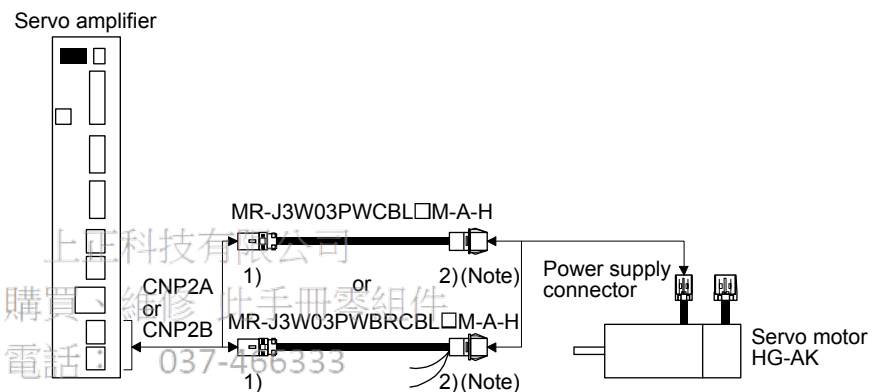 Servo amplifier
MR-J3W03PWCBL□M-A-H
上正科技有限公司
1)
or
2)(Note)
CNP2A
or
CNP2B
Power supply
connector
購買、維修 此手冊零組件
MR-J3W03PWBRCBL□M-A-H
電話：037-466333
1)
2)(Note)
Servo motor
HG-AK